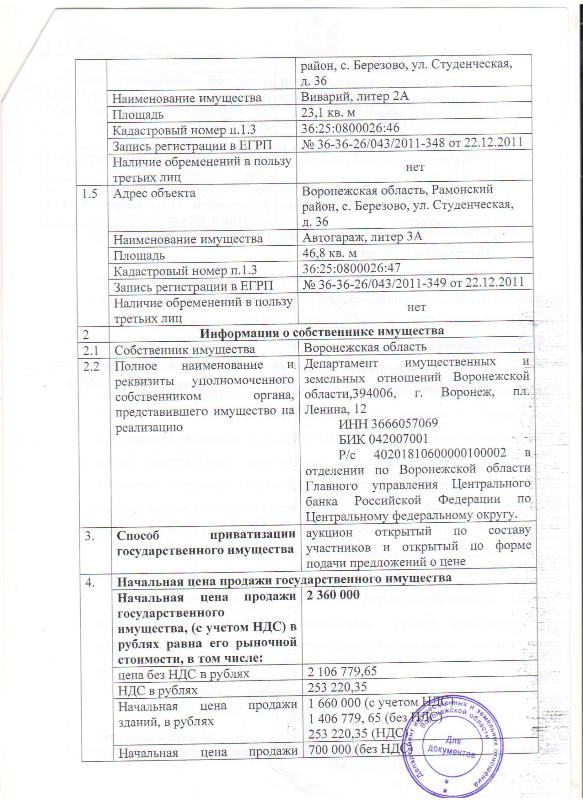 район, с. Березово, ул. Студенческая,
д. 36
Наименование имущества Виварий, литер 2А
Площадь 23,1 кв. м
Кадастровый номер п.1.3 36:25:0800026:46
Запись регистрации в ЕГРП № 36-36-26/043/2011-348 от 22.12.2011
Наличие обременений в пользу
третьих лиц
нет
1.5 Адрес объекта Воронежская область, Рамонский
район, с. Березово, ул. Студенческая,
д. 36
Наименование имущества Автогараж, литер 3А
Площадь 46,8 кв. м
Кадастровый номер п.1.3 36:25:0800026:47
Запись регистрации в ЕГРП № 36-36-26/043/2011-349 от 22.12.2011
Наличие обременений в пользу
третьих лиц
нет
2 Информация о собственнике имущества
2.1 Собственник имущества Воронежская область
2.2 Полное наименование и
реквизиты уполномоченного
собственником органа,
представившего имущество на
реализацию
Департамент имущественных и
земельных отношений Воронежской
области,394006, г. Воронеж, пл.
Ленина, 12
ИНН 3666057069
БИК 042007001
Р/с 40201810600000100002 в
отделении по Воронежской области
Главного управления Центрального
банка Российской Федерации по
Центральному федеральному округу.
3. Способ приватизации
государственного имущества
аукцион открытый по составу
участников и открытый по форме
подачи предложений о цене
4. Начальная цена продажи государственного имущества
Начальная цена продажи
государственного
имущества, (с учетом НДС) в
рублях равна его рыночной
стоимости, в том числе:
2 360 000
цена без НДС в рублях 2 106 779,65
НДС в рублях 253 220,35
Начальная цена продажи
зданий, в рублях
1 660 000 (с учетом НДС)
1 406 779, 65 (без НДС)
253 220,35 (НДС)
Начальная цена продажи 700 000 (без НДС)
Департамент имущественных и земельных отношений
Воронежской области
Для
документов